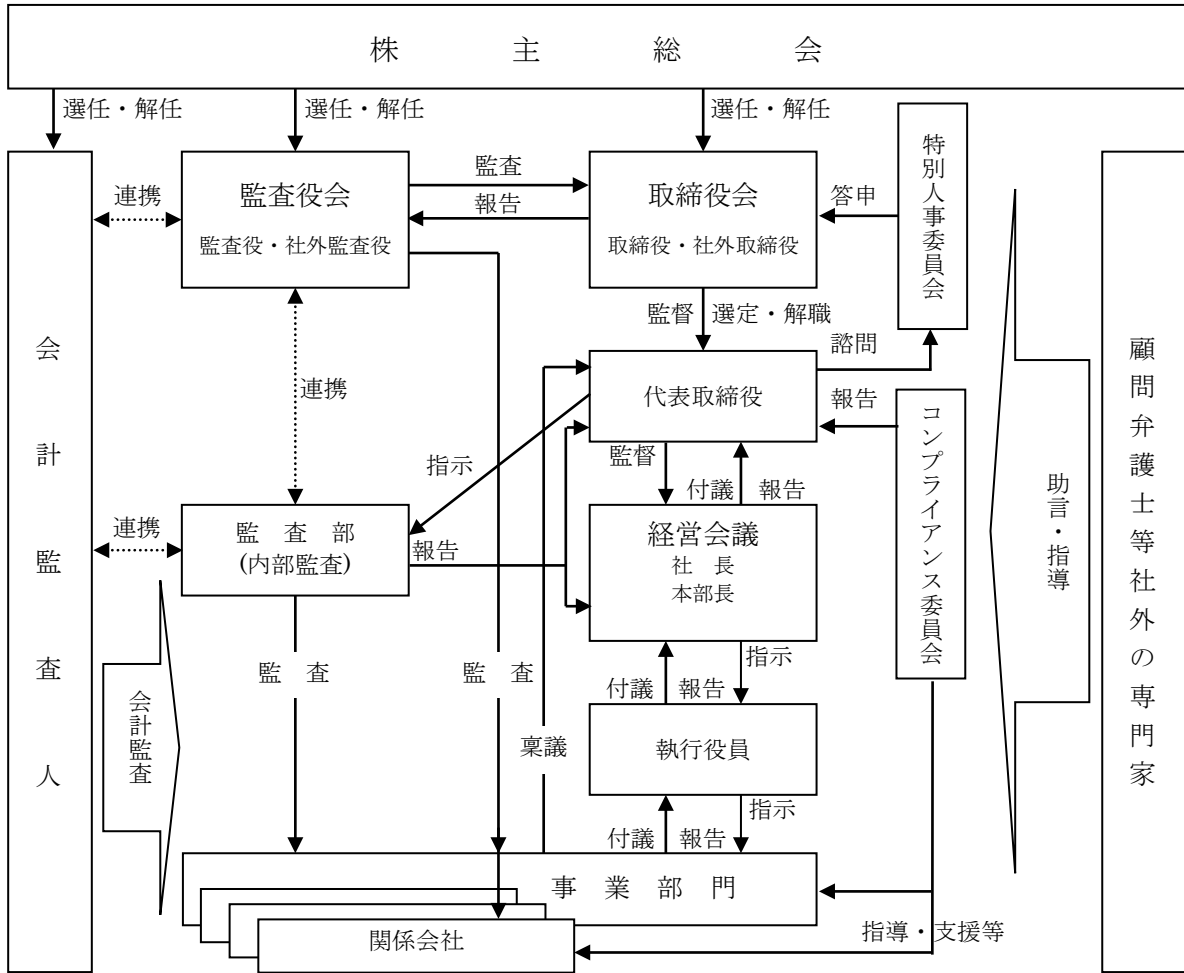 株主総会
選任・解任
選任・解任
選任・解任
会計監査人
連携
監査役会
監査役・社外監査役
監査
報告
取締役会
取締役・社外取締役
答申
特別人事委員会
顧問弁護士等社外の専門家
監督
選定・解職
諮問
連携
代表取締役
報告
コンプライアンス委員会
指示
監督
付議
報告
助言・指導
連携
監査部
(内部監査)
報告
経営会議
社長
本部長
監査
監査
付議
報告
指示
会計監査
稟議
執行役員
付議
報告
指示
事業部門
関係会社
指導・支援等